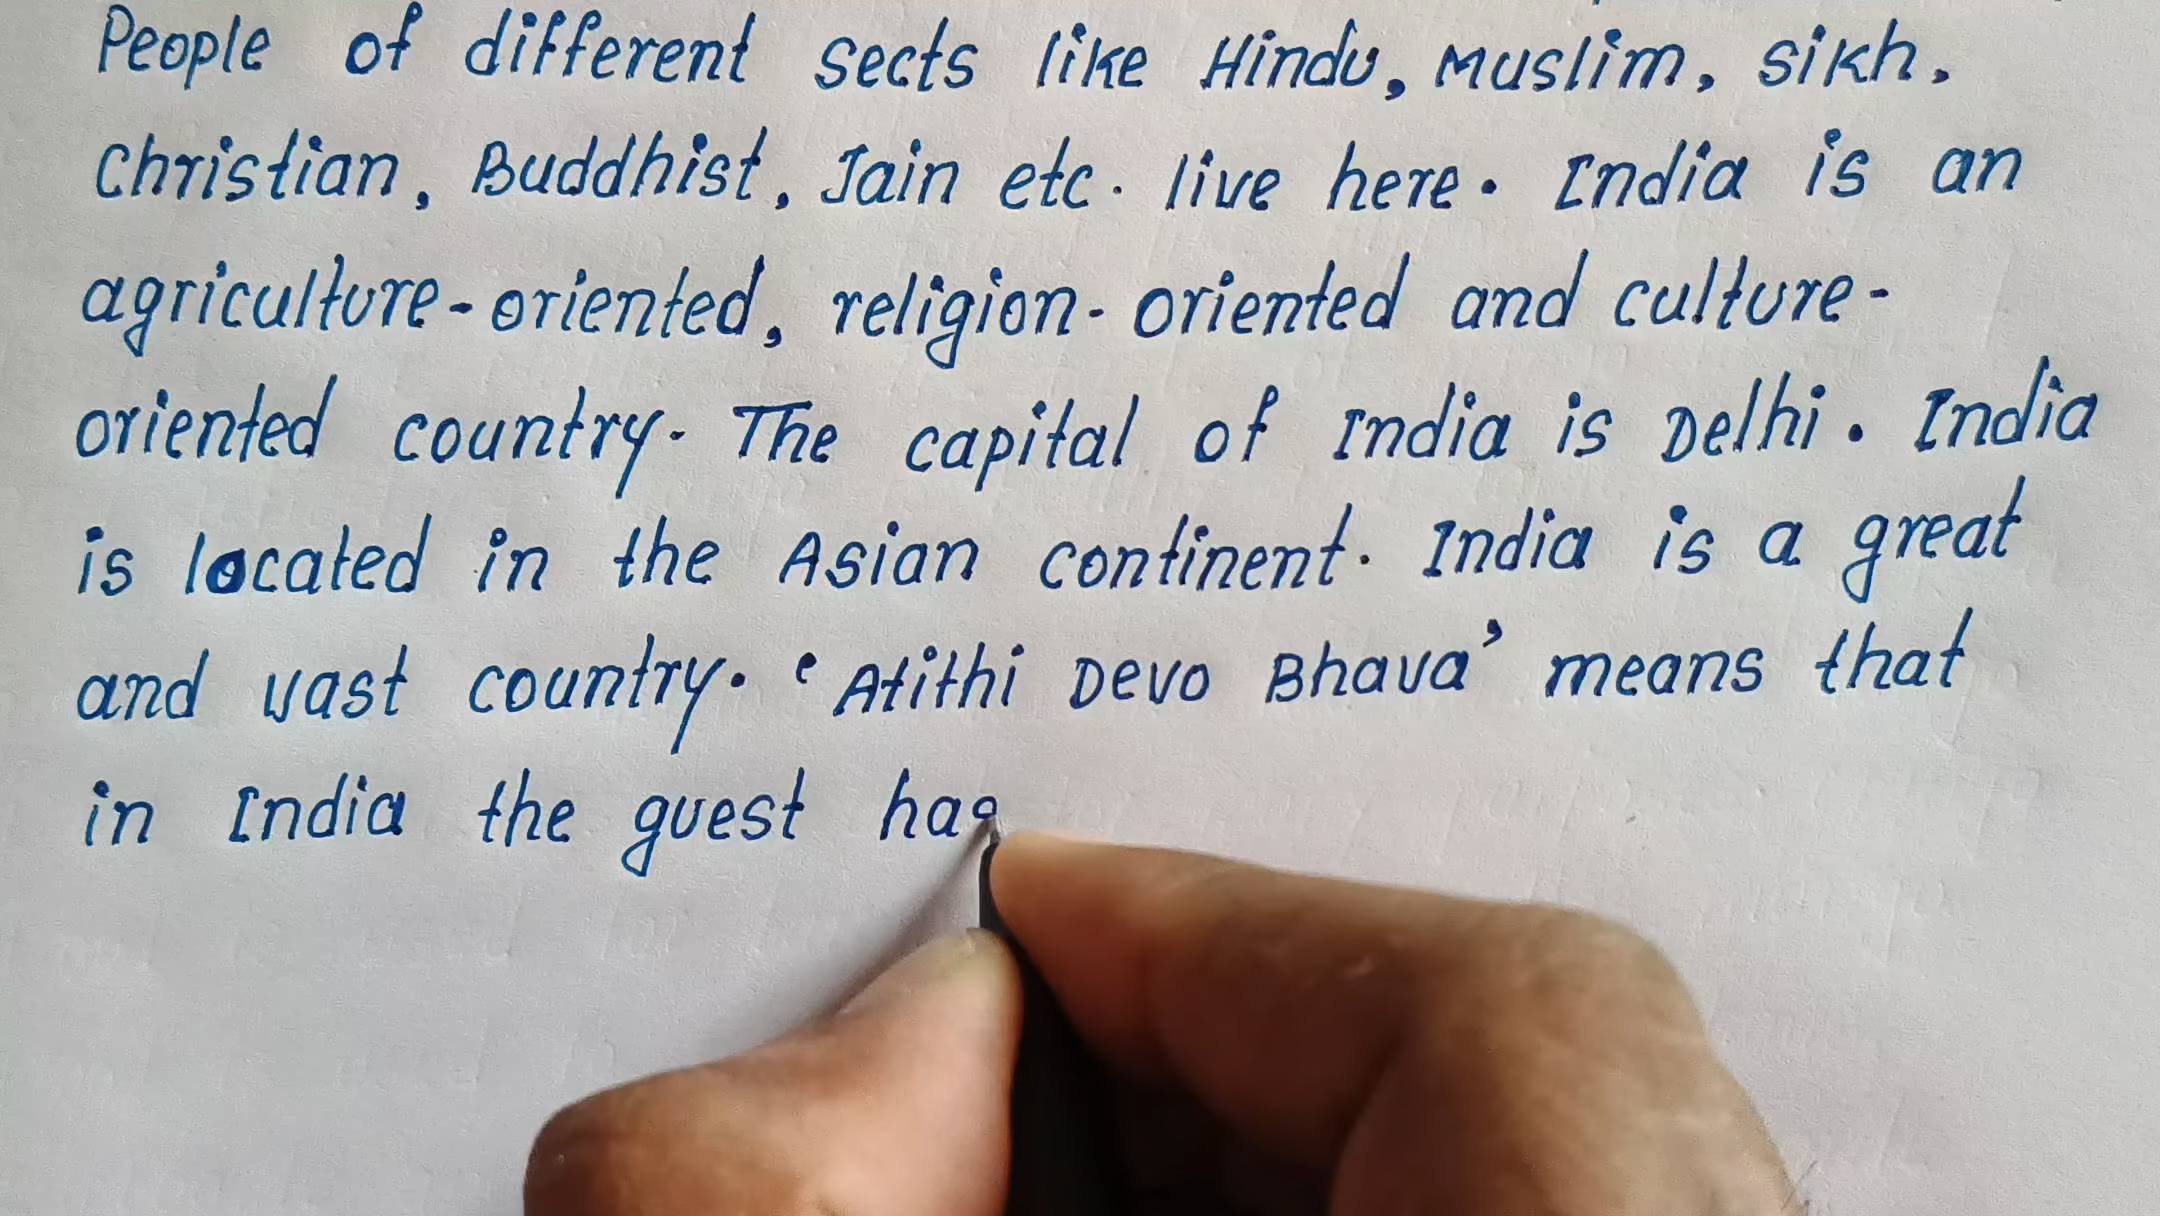 People of different sects like Hindu, Muslim, Sikh,
Christian, Buddhist, Jain etc. live here. India is an
agriculture-oriented, religion-oriented and culture-
oriented country. The capital of India is Delhi. India
is located in the Asian continent. India is a great
and vast country. ‘Atithi Devo Bhava’ means that
in India the guest